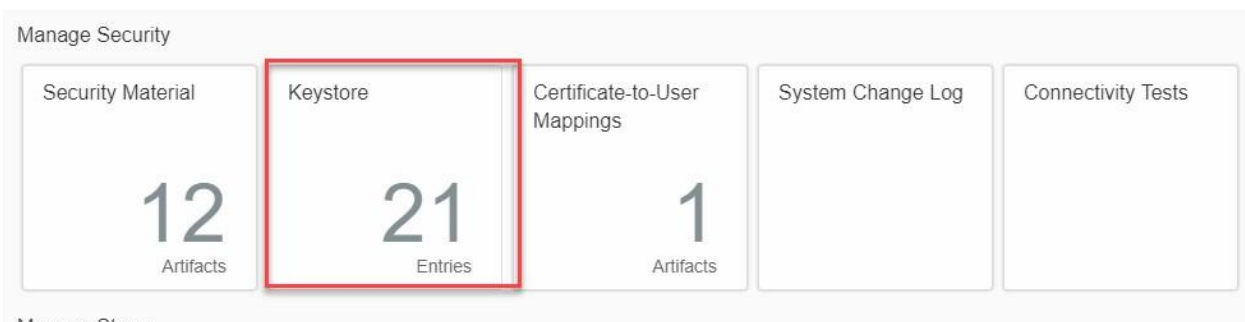 Manage Security
Security Material
Keystore
Certificate-to-User
Mappings
System Change Log
Connectivity Tests
12
21
1
Artifacts
Entries
Artifacts